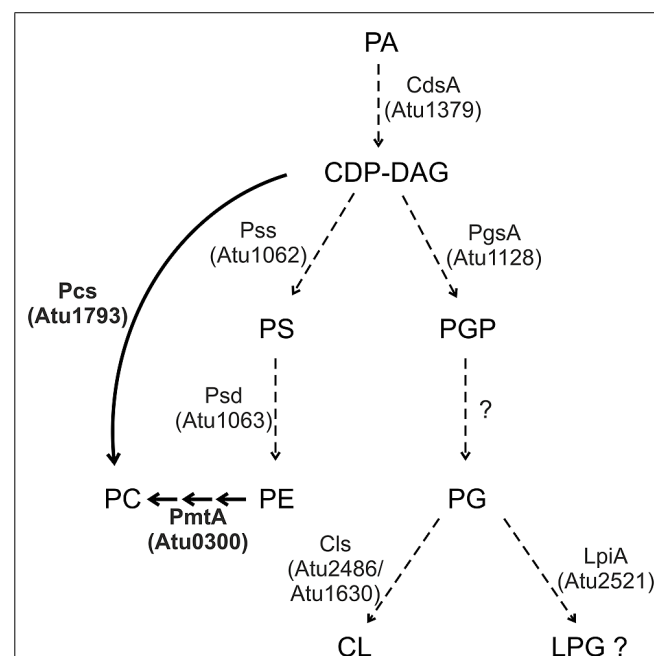 PA
CdsA
(Atu1379)
CDP-DAG
Pss
(Atu1062)
PgsA
(Atu1128)
Pcs
(Atu1793)
PS
PGP
Psd
(Atu1063)
?
PC
PE
PG
PmtA
(Atu0300)
Cls
(Atu2486/
Atu1630)
LpiA
(Atu2521)
CL
LPG ?